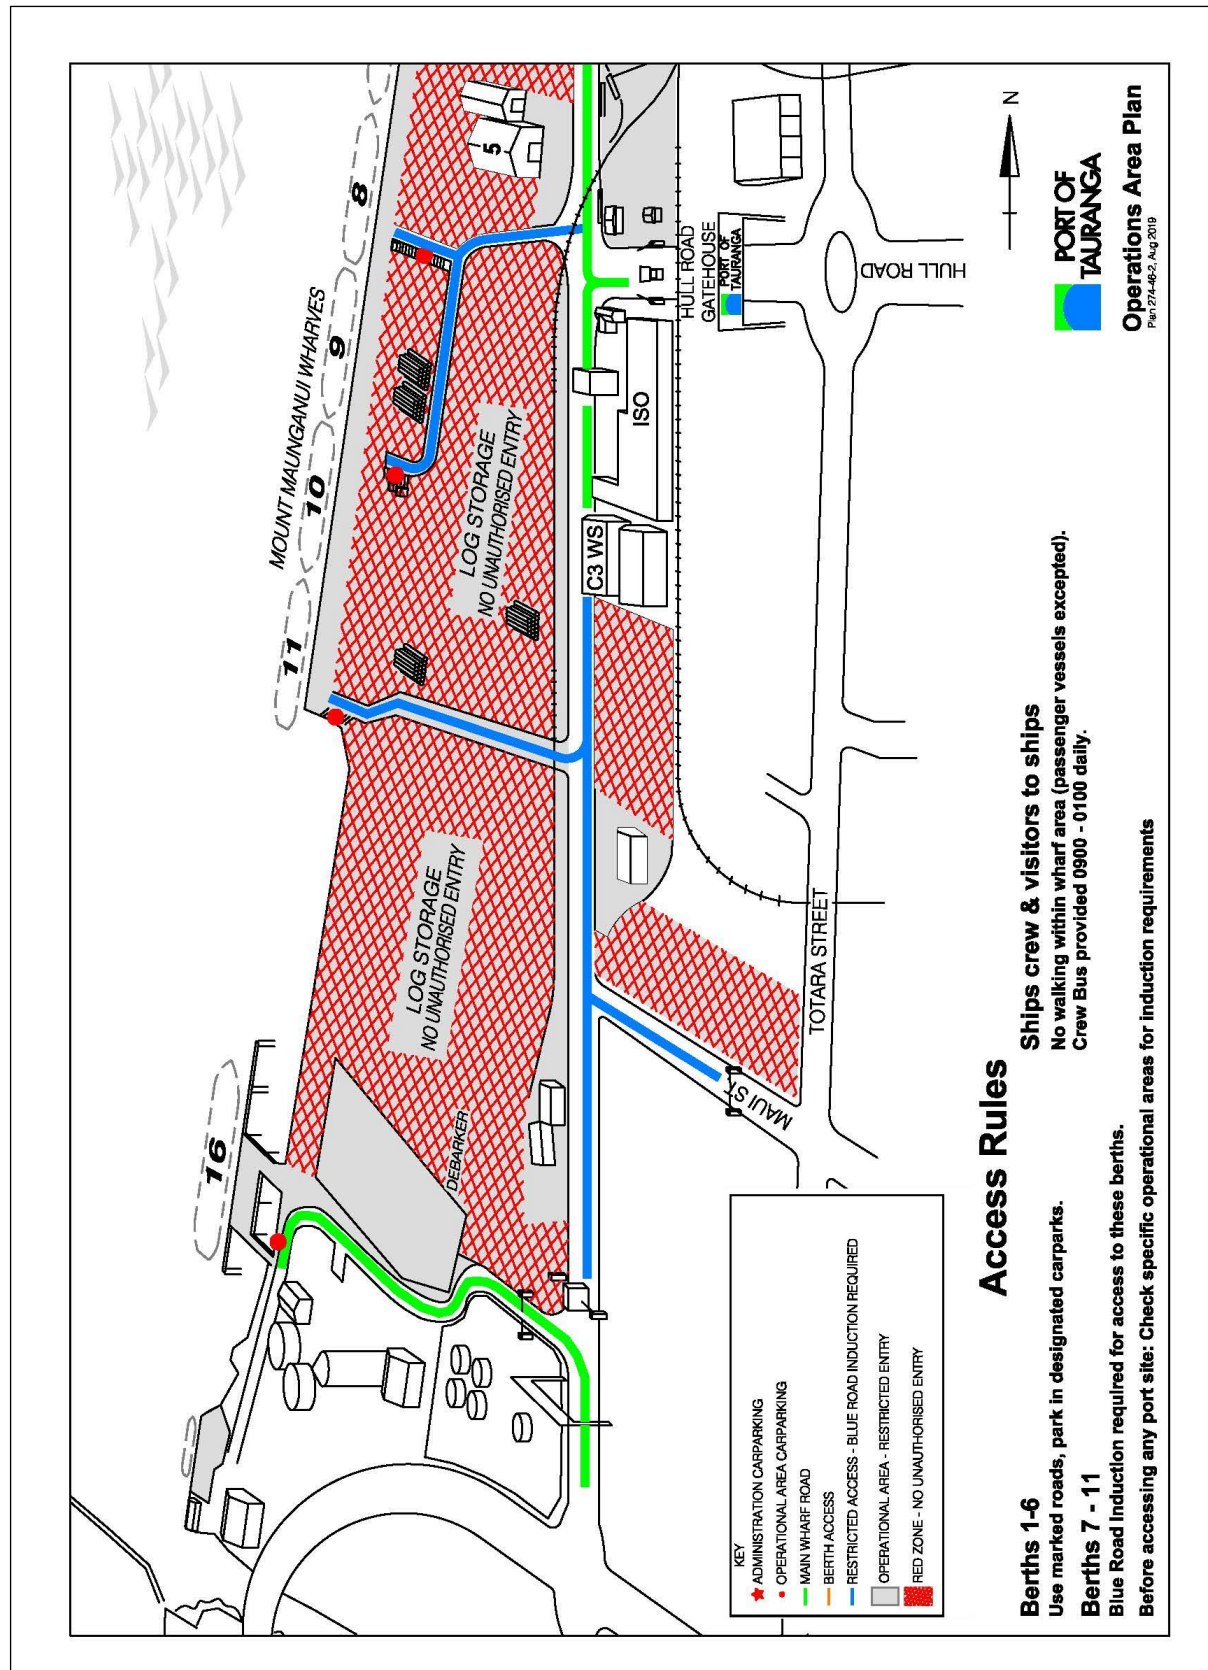 MOUNT MAUNGANUI WHARVES
16
11
10
9
8
5
LOG STORAGE
NO UNAUTHORISED ENTRY
LOG STORAGE
NO UNAUTHORISED ENTRY
DEBARKER
C3 WS
ISO
HULL ROAD
GATEHOUSE
PORT OF
TAURANGA
HULL ROAD
MAUI ST
TOTARA STREET
N
KEY
ADMINISTRATION CARPARKING
OPERATIONAL AREA CARPARKING
MAIN WHARF ROAD
BERTH ACCESS
RESTRICTED ACCESS - BLUE ROAD INDUCTION REQUIRED
OPERATIONAL AREA - RESTRICTED ENTRY
RED ZONE - NO UNAUTHORISED ENTRY
Access Rules
Berths 1-6
Use marked roads, park in designated carparks.
Berths 7 - 11
Blue Road Induction required for access to these berths.
Before accessing any port site: Check specific operational areas for induction requirements
Ships crew & visitors to ships
No walking within wharf area (passenger vessels excepted).
Crew Bus provided 0900 - 0100 daily.
PORT OF
TAURANGA
Operations Area Plan
Plan 274-46-2, Aug 2019